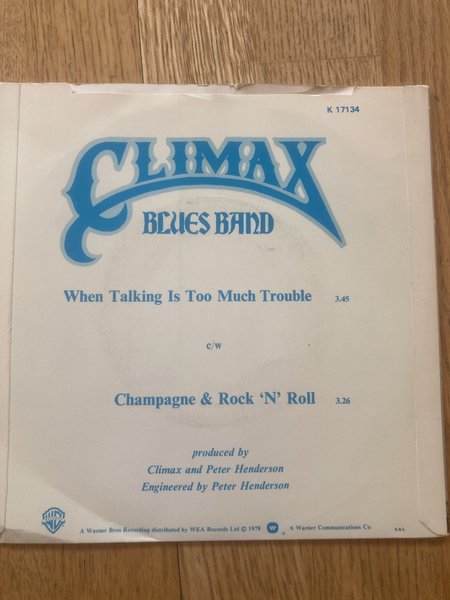 K 17134
CLIMAX
BLUES BAND
When Talking Is Too Much Trouble 3.45
c/w
Champagne & Rock ‘N’ Roll 3.26
produced by
Climax and Peter Henderson
Engineered by Peter Henderson
A Warner Bros Recording distributed by WEA Records Ltd © 1978 A Warner Communications Co